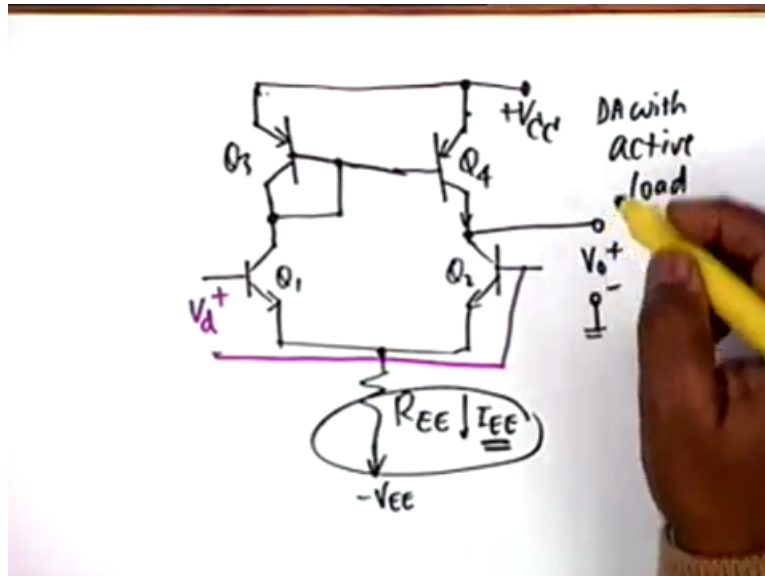 +Vcc
DA with
active
load
Q3
Q4
Q1
Q2
Vd +
Vo +
-
REE ↓ IEE
-VEE